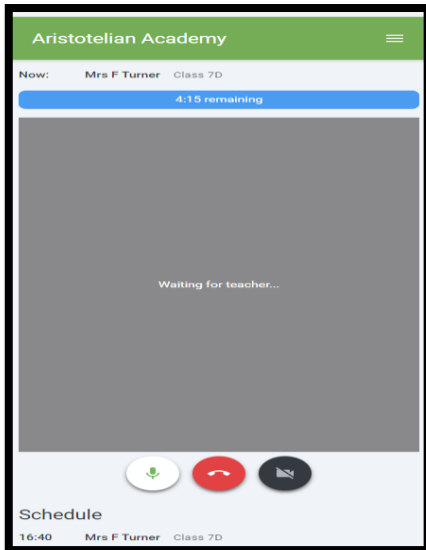 Aristotelian Academy
Now: Mrs F Turner Class 7D
4:15 remaining
Waiting for teacher...
Schedule
16:40 Mrs F Turner Class 7D